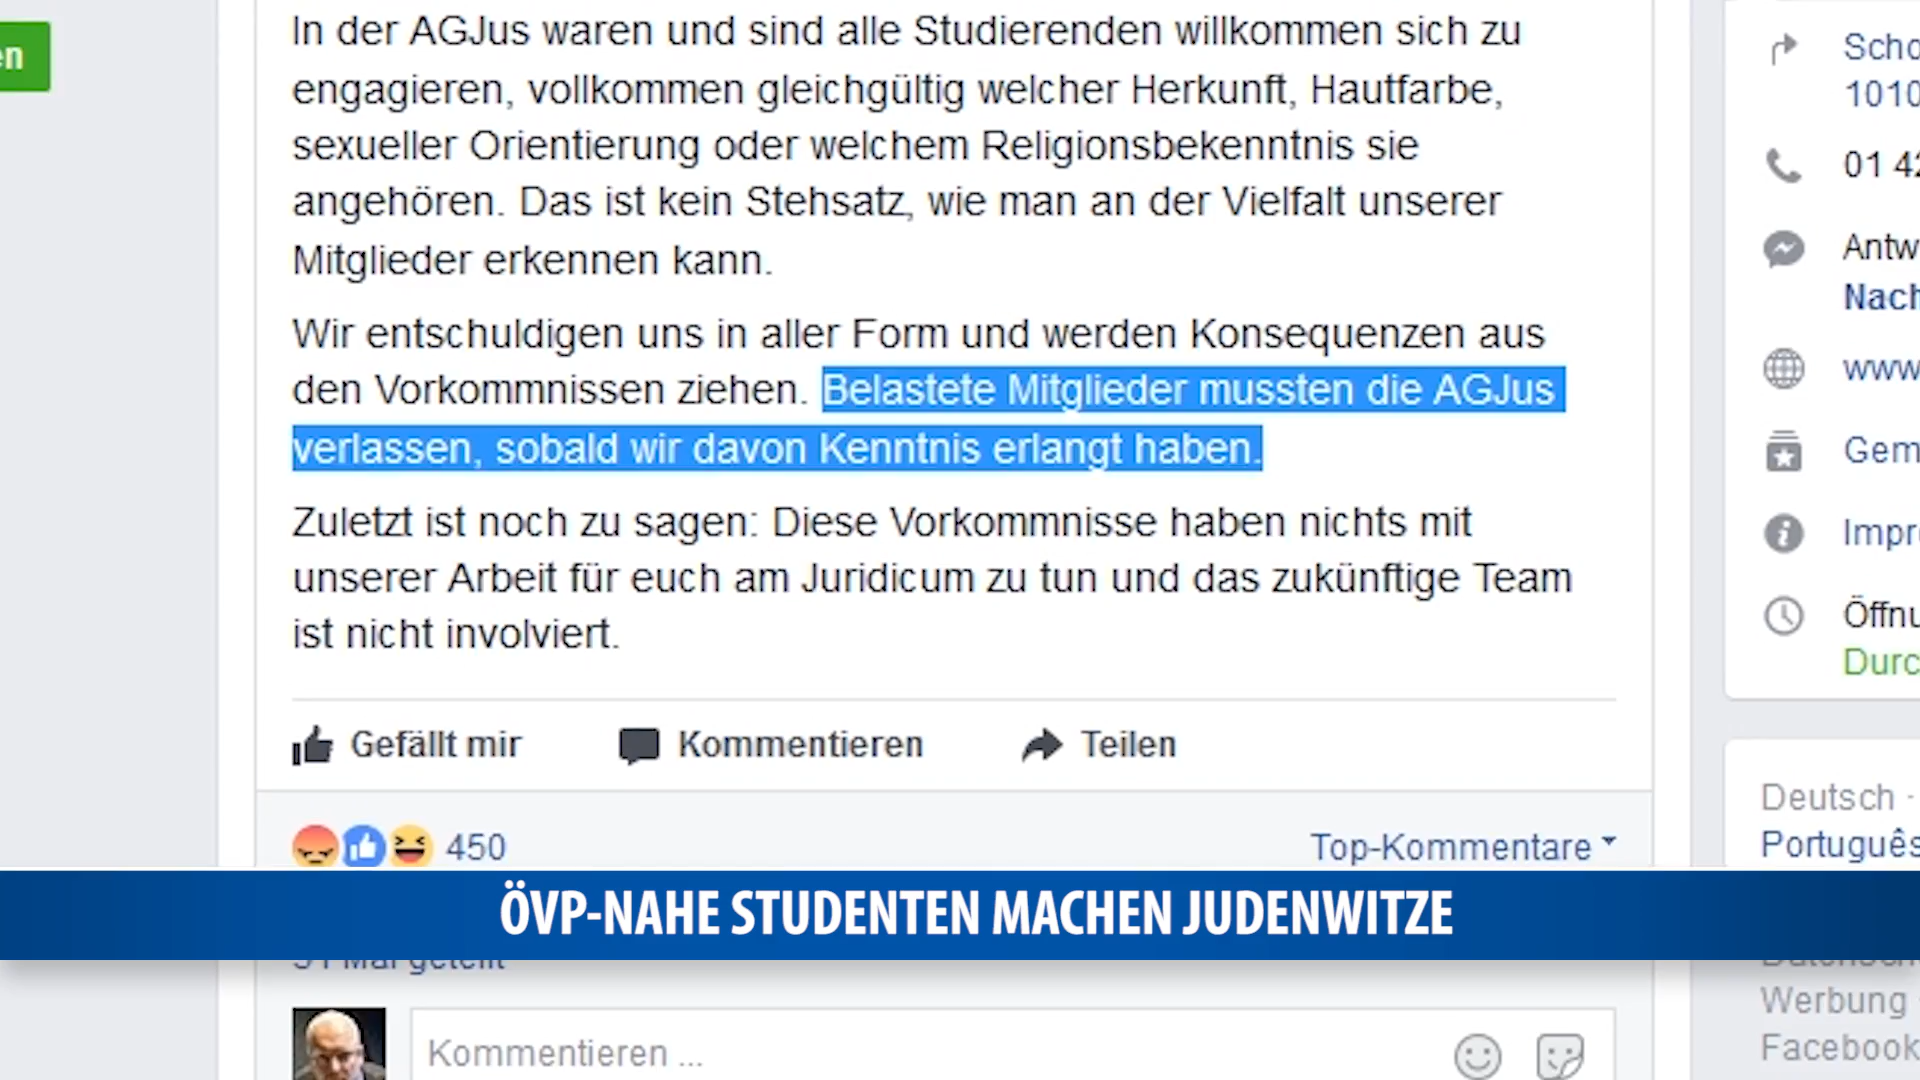 en
In der AGJus waren und sind alle Studierenden willkommen sich zu
engagieren, vollkommen gleichgültig welcher Herkunft, Hautfarbe,
sexueller Orientierung oder welchem Religionsbekenntnis sie
angehören. Das ist kein Stehsatz, wie man an der Vielfalt unserer
Mitglieder erkennen kann.
Wir entschuldigen uns in aller Form und werden Konsequenzen aus
den Vorkommnissen ziehen. Belastete Mitglieder mussten die AGJus
verlassen, sobald wir davon Kenntnis erlangt haben.
Zuletzt ist noch zu sagen: Diese Vorkommnisse haben nichts mit
unserer Arbeit für euch am Juridicum zu tun und das zukünftige Team
ist nicht involviert.
Gefällt mir Kommentieren Teilen
450 Top-Kommentare
ÖVP-NAHE STUDENTEN MACHEN JUDENWITZE
Kommentieren ...
Scho
1010
01 42
Antw
Nach
www
Gem
Impr
Öffnu
Durc
Deutsch ·
Português
Werbung
Facebook